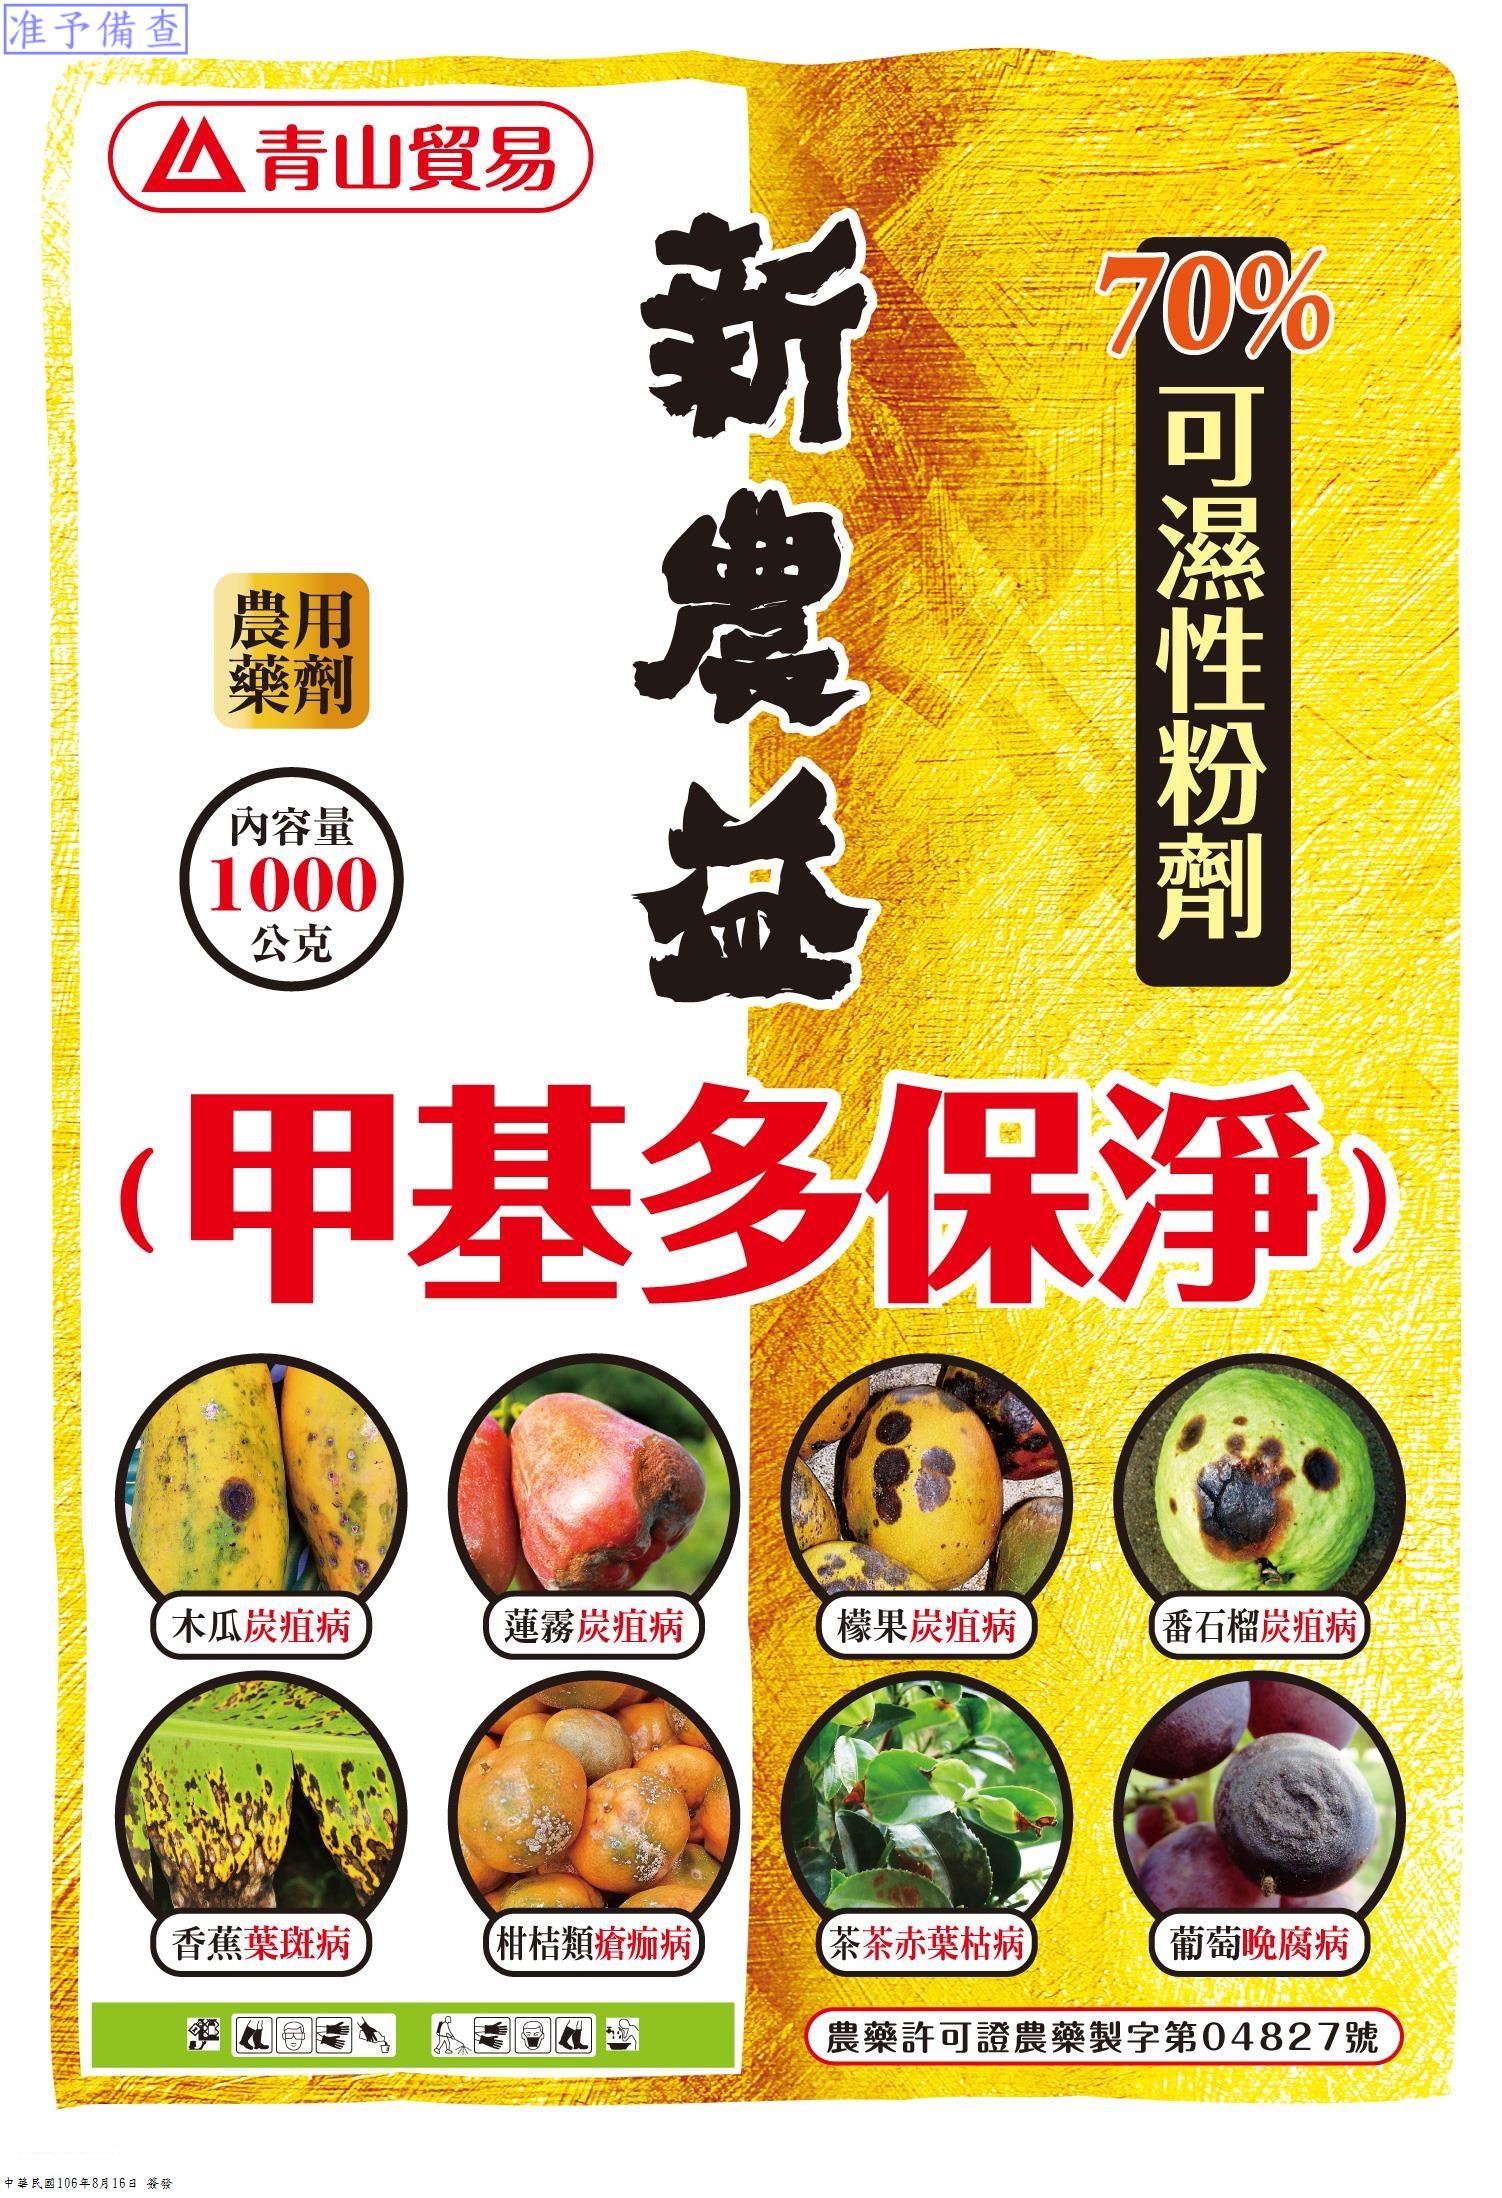 准予備查
青山貿易
新農益
70%
可濕性粉劑
農用
藥劑
內容量
1000
公克
(甲基多保淨)
木瓜炭疽病
蓮霧炭疽病
檬果炭疽病
番石榴炭疽病
香蕉葉斑病
柑桔類瘡痂病
茶茶赤葉枯病
葡萄晚腐病
農藥許可證農藥製字第04827號
中華民國106年8月16日 簽發